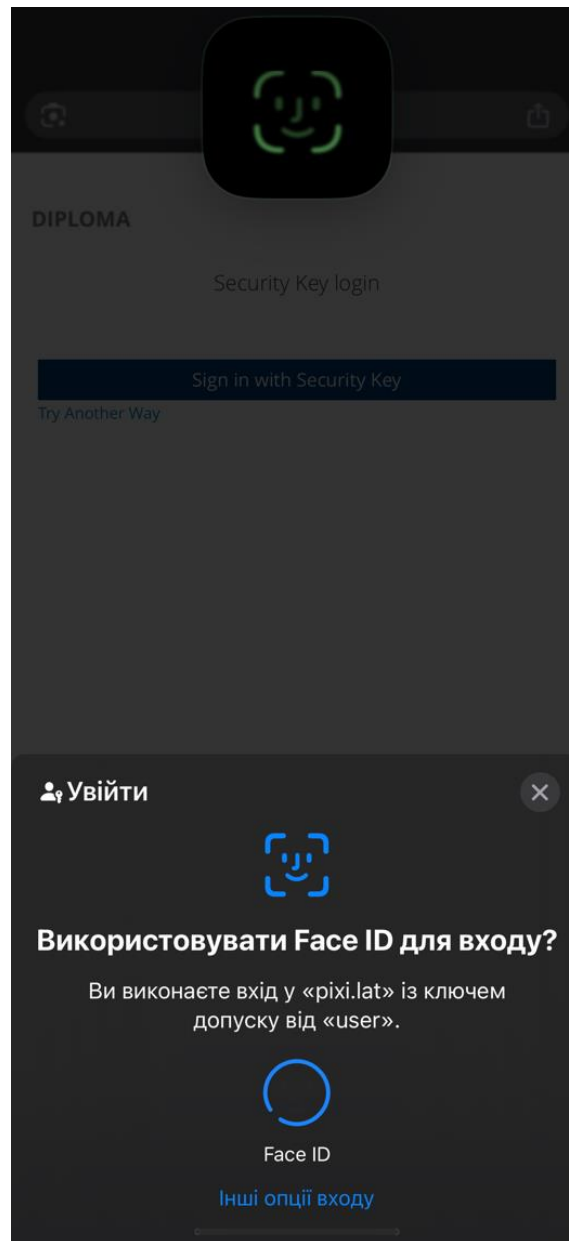 DIPLOMA
Security Key login
Sign in with Security Key
Try Another Way
Увійти
Використовувати Face ID для входу?
Ви виконаєте вхід у «pixi.lat» із ключем
допуску від «user».
Face ID
Інші опції входу